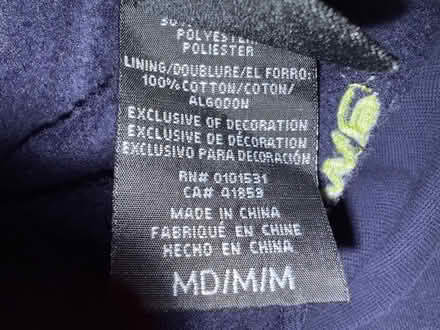 POLYESTER
POLIESTER
LINING/DOUBLURE/EL FORRO:
100%COTTON/COTON/
ALGODON
EXCLUSIVE OF DECORATION
EXCLUSIVE DE DÉCORATION
EXCLUSIVO PARA DECORACIÓN
RN# 0101531
CA# 41859
MADE IN CHINA
FABRIQUÉ EN CHINE
HECHO EN CHINA
MD/M/M